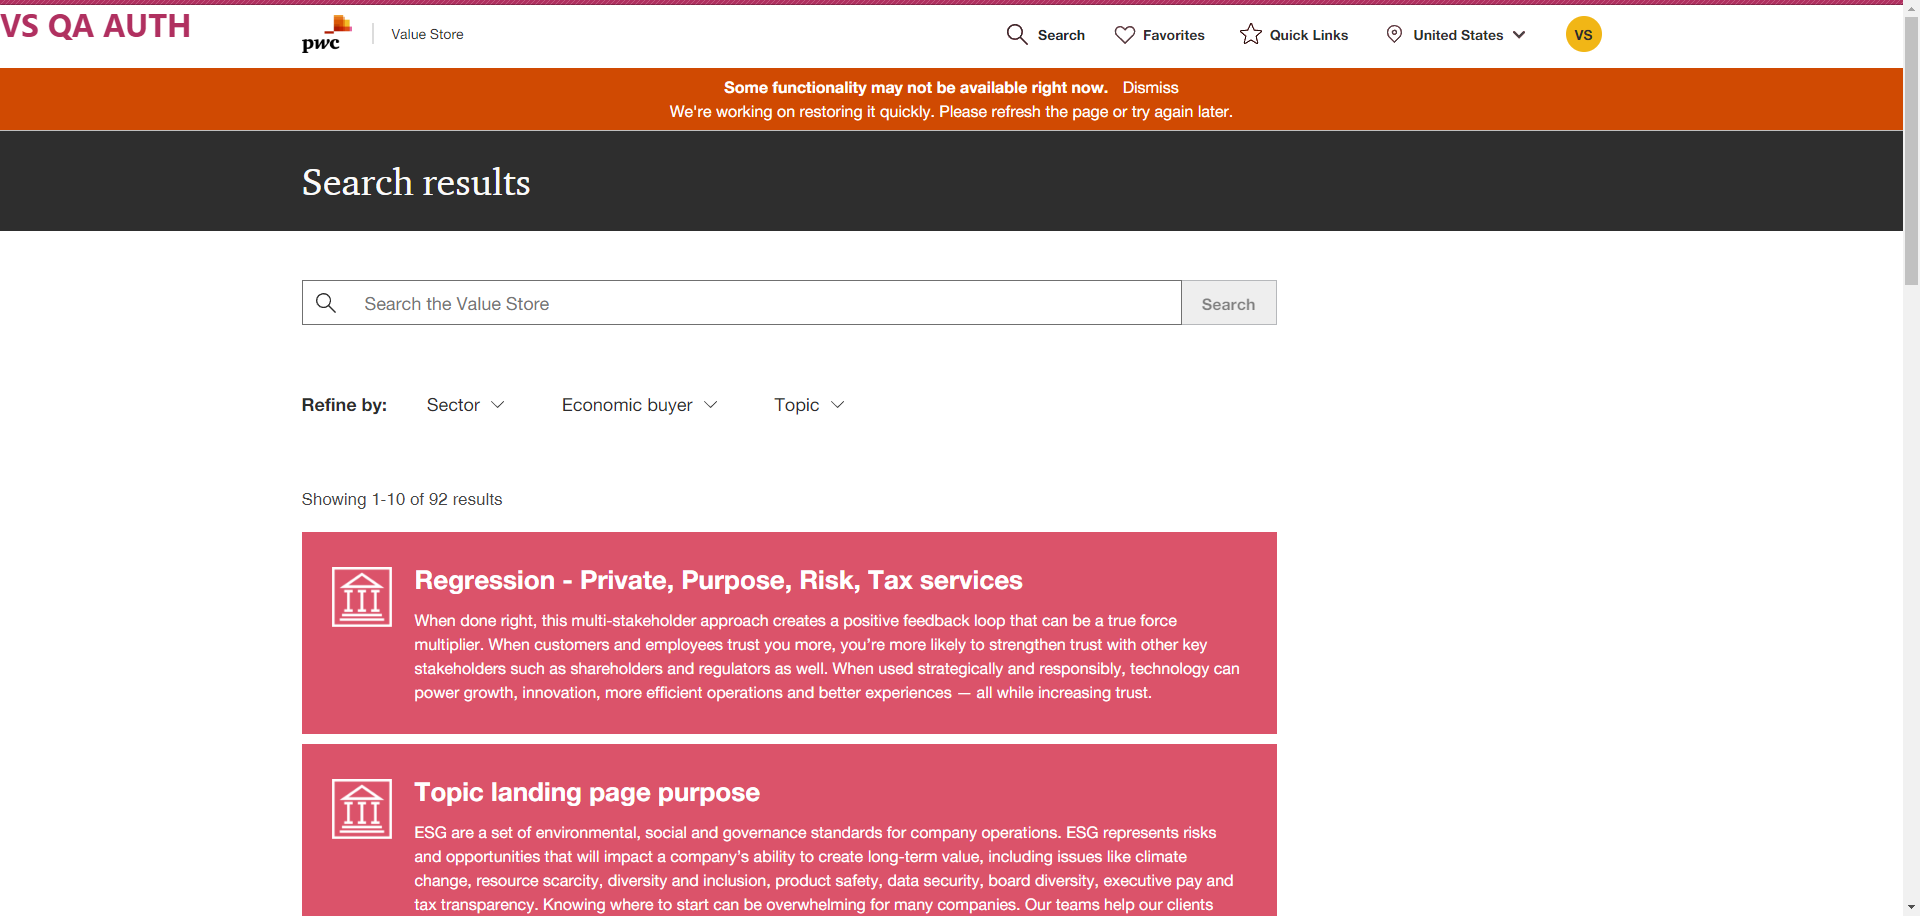 VS QA AUTH
pwc
Value Store
Search
Favorites
Quick Links
United States
VS
Some functionality may not be available right now. Dismiss
We're working on restoring it quickly. Please refresh the page or try again later.
Search results
Search the Value Store
Search
Refine by:
Sector
Economic buyer
Topic
Showing 1-10 of 92 results
Regression - Private, Purpose, Risk, Tax services
When done right, this multi-stakeholder approach creates a positive feedback loop that can be a true force
multiplier. When customers and employees trust you more, you’re more likely to strengthen trust with other key
stakeholders such as shareholders and regulators as well. When used strategically and responsibly, technology can
power growth, innovation, more efficient operations and better experiences — all while increasing trust.
Topic landing page purpose
ESG are a set of environmental, social and governance standards for company operations. ESG represents risks
and opportunities that will impact a company’s ability to create long-term value, including issues like climate
change, resource scarcity, diversity and inclusion, product safety, data security, board diversity, executive pay and
tax transparency. Knowing where to start can be overwhelming for many companies. Our teams help our clients